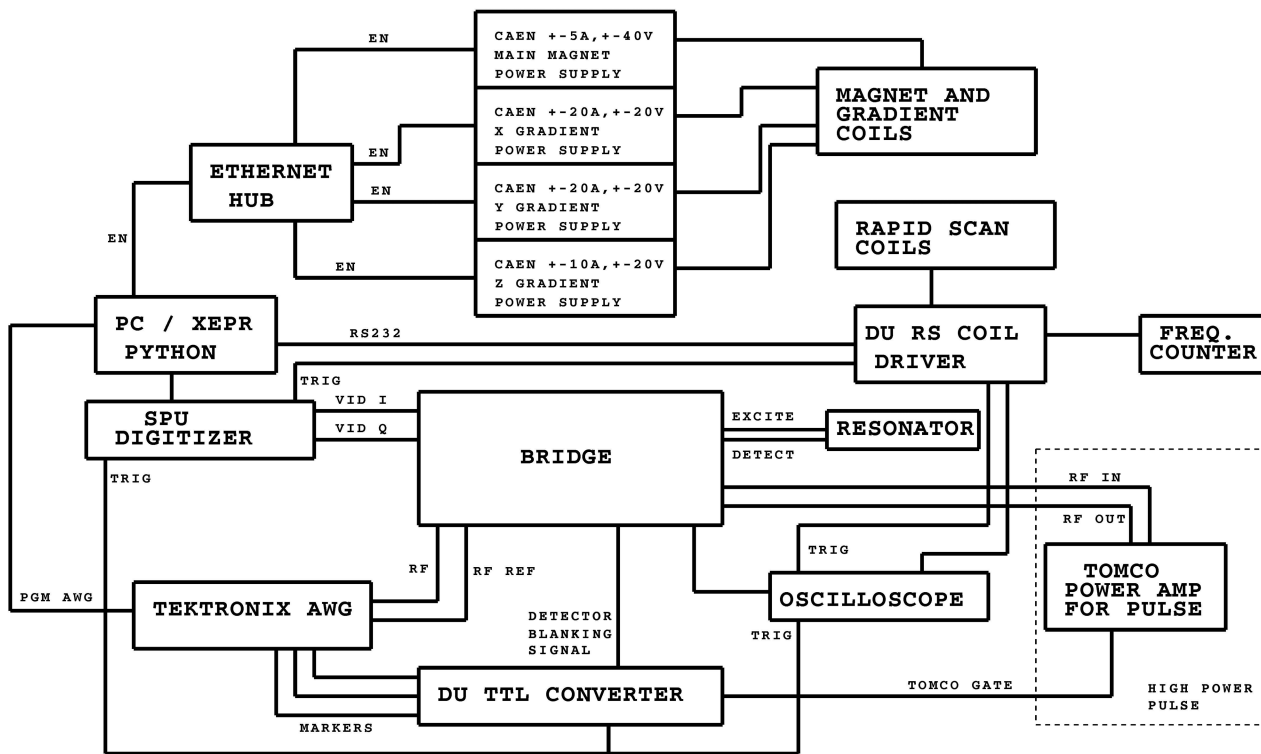 EN
CAEN +-5A,+-40V
MAIN MAGNET
POWER SUPPLY
MAGNET AND
GRADIENT
COILS
CAEN +-20A,+-20V
X GRADIENT
POWER SUPPLY
EN
ETHERNET
HUB
EN
CAEN +-20A,+-20V
Y GRADIENT
POWER SUPPLY
RAPID SCAN
COILS
EN
EN
CAEN +-10A,+-20V
Z GRADIENT
POWER SUPPLY
PC / XEPR
PYTHON
RS232
DU RS COIL
DRIVER
FREQ.
COUNTER
TRIG
SPU
DIGITIZER
VID I
VID Q
BRIDGE
EXCITE
DETECT
RESONATOR
TRIG
RF IN
RF OUT
TRIG
RF
RF REF
PGM AWG
TEKTRONIX AWG
OSCILLOSCOPE
TOMCO
POWER AMP
FOR PULSE
DETECTOR
BLANKING
SIGNAL
TRIG
DU TTL CONVERTER
TOMCO GATE
MARKERS
HIGH POWER
PULSE